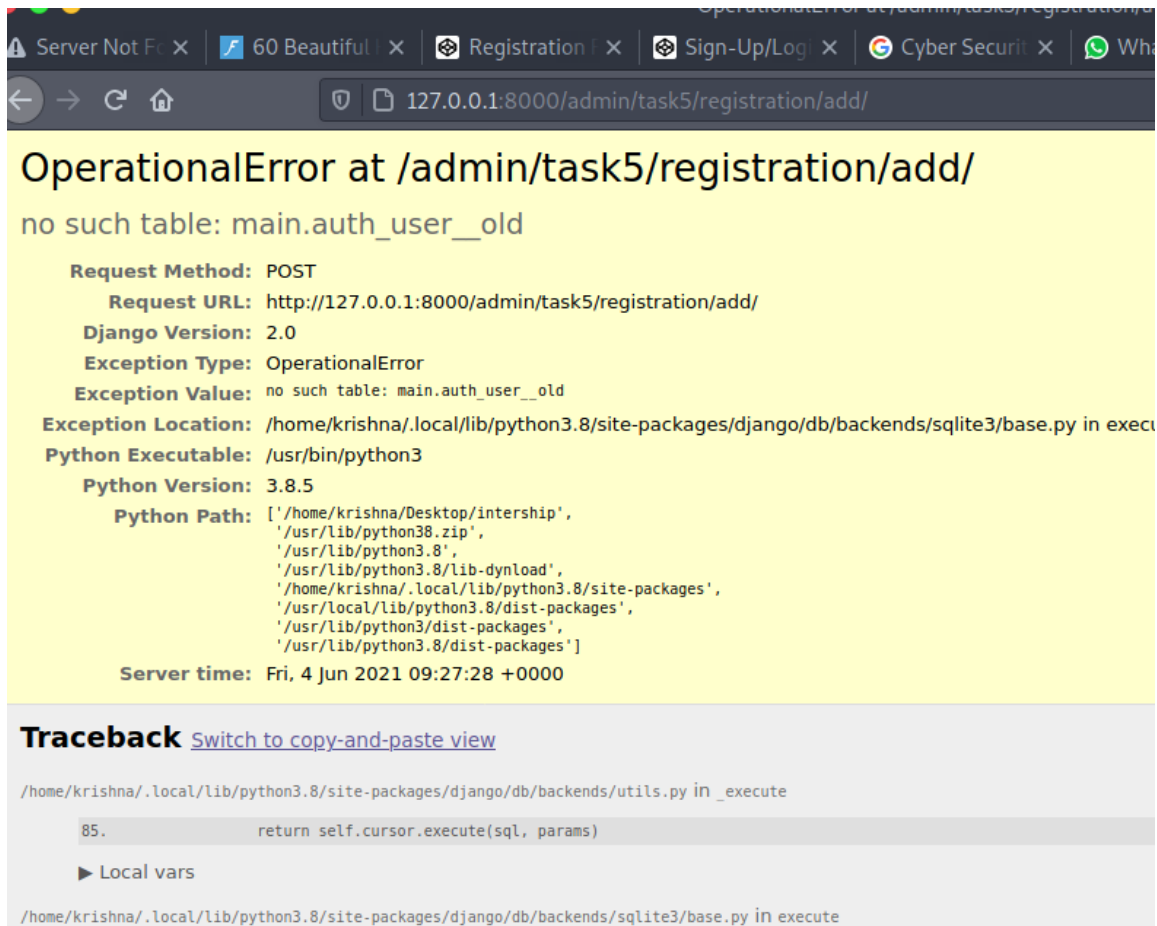 Server Not Fo
60 Beautiful
Registration F
Sign-Up/Logi
Cyber Securit
Wha
127.0.0.1:8000/admin/task5/registration/add/
OperationalError at /admin/task5/registration/add/
no such table: main.auth_user__old
Request Method: POST
Request URL: http://127.0.0.1:8000/admin/task5/registration/add/
Django Version: 2.0
Exception Type: OperationalError
Exception Value: no such table: main.auth_user__old
Exception Location: /home/krishna/.local/lib/python3.8/site-packages/django/db/backends/sqlite3/base.py in execu
Python Executable: /usr/bin/python3
Python Version: 3.8.5
Python Path: ['/home/krishna/Desktop/intership',
'/usr/lib/python38.zip',
'/usr/lib/python3.8',
'/usr/lib/python3.8/lib-dynload',
'/home/krishna/.local/lib/python3.8/site-packages',
'/usr/local/lib/python3.8/dist-packages',
'/usr/lib/python3/dist-packages',
'/usr/lib/python3.8/dist-packages']
Server time: Fri, 4 Jun 2021 09:27:28 +0000
Traceback Switch to copy-and-paste view
/home/krishna/.local/lib/python3.8/site-packages/django/db/backends/utils.py in _execute
85. return self.cursor.execute(sql, params)
▶ Local vars
/home/krishna/.local/lib/python3.8/site-packages/django/db/backends/sqlite3/base.py in execute